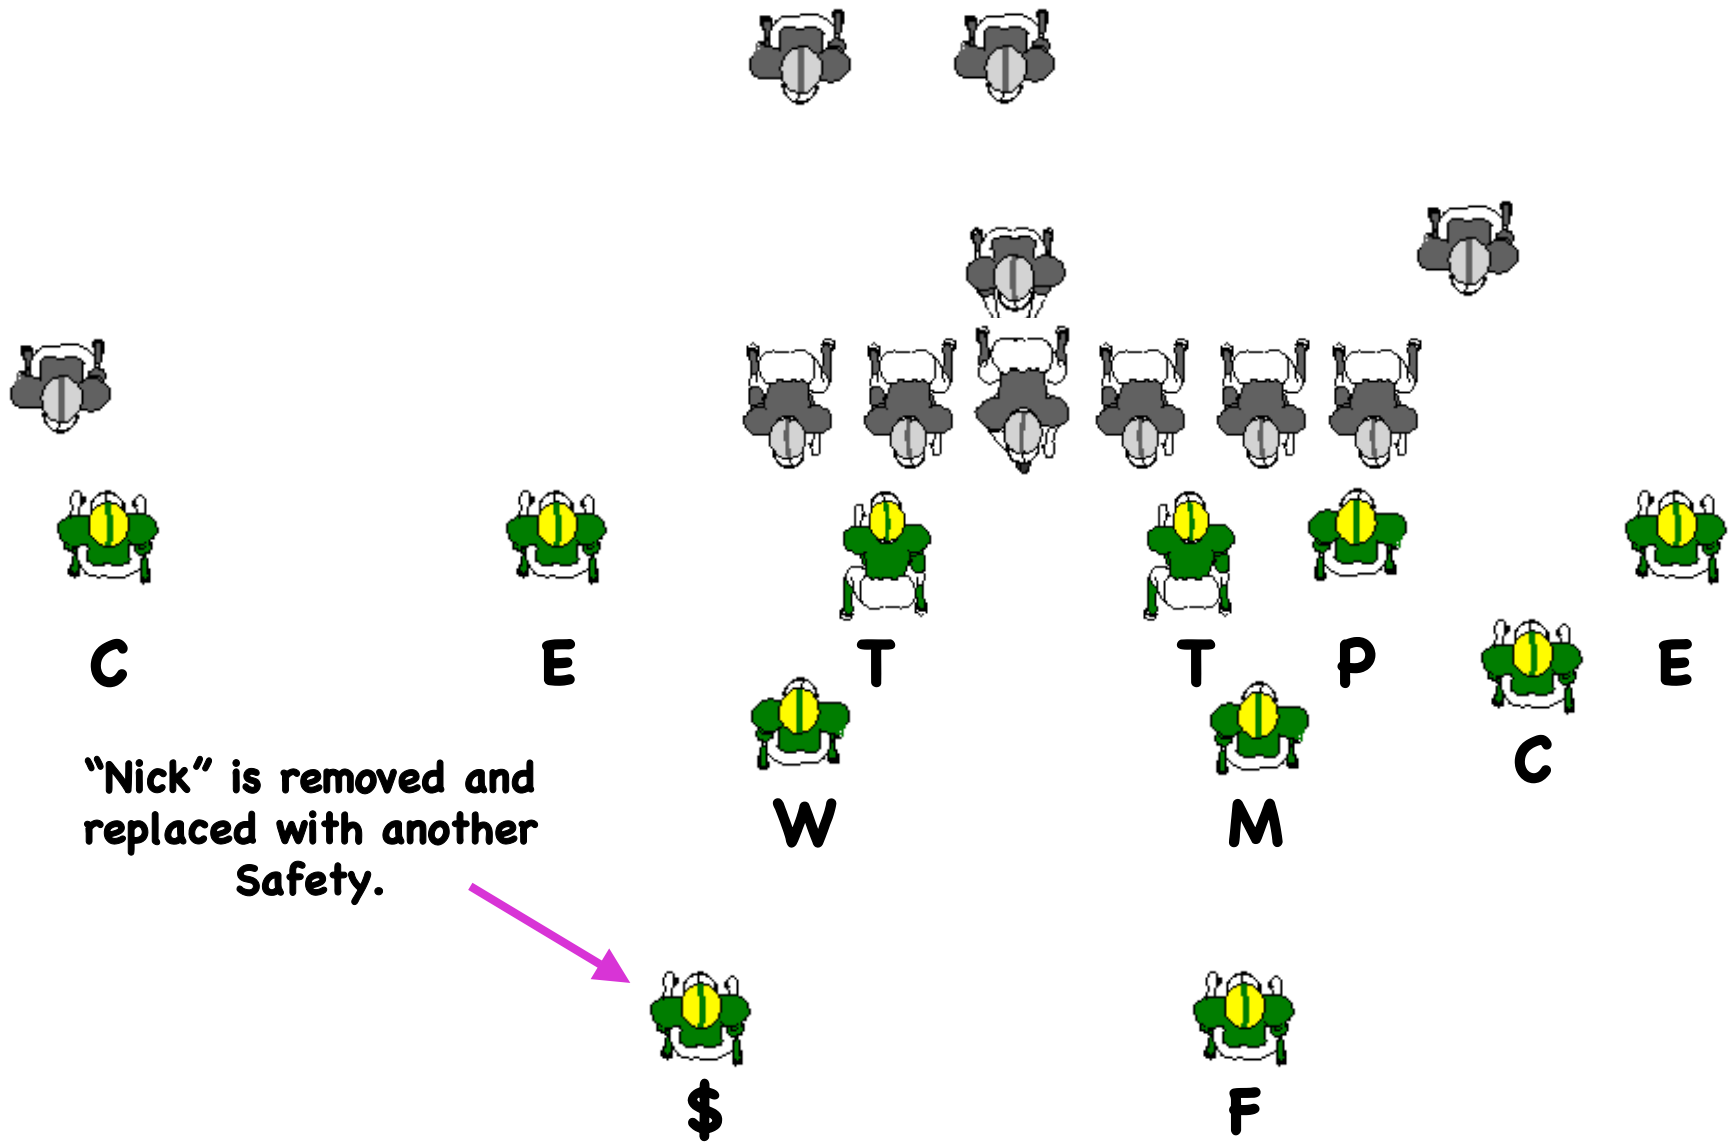 C E T T P E
C
W M
“Nick” is removed and
replaced with another
Safety.
$ F